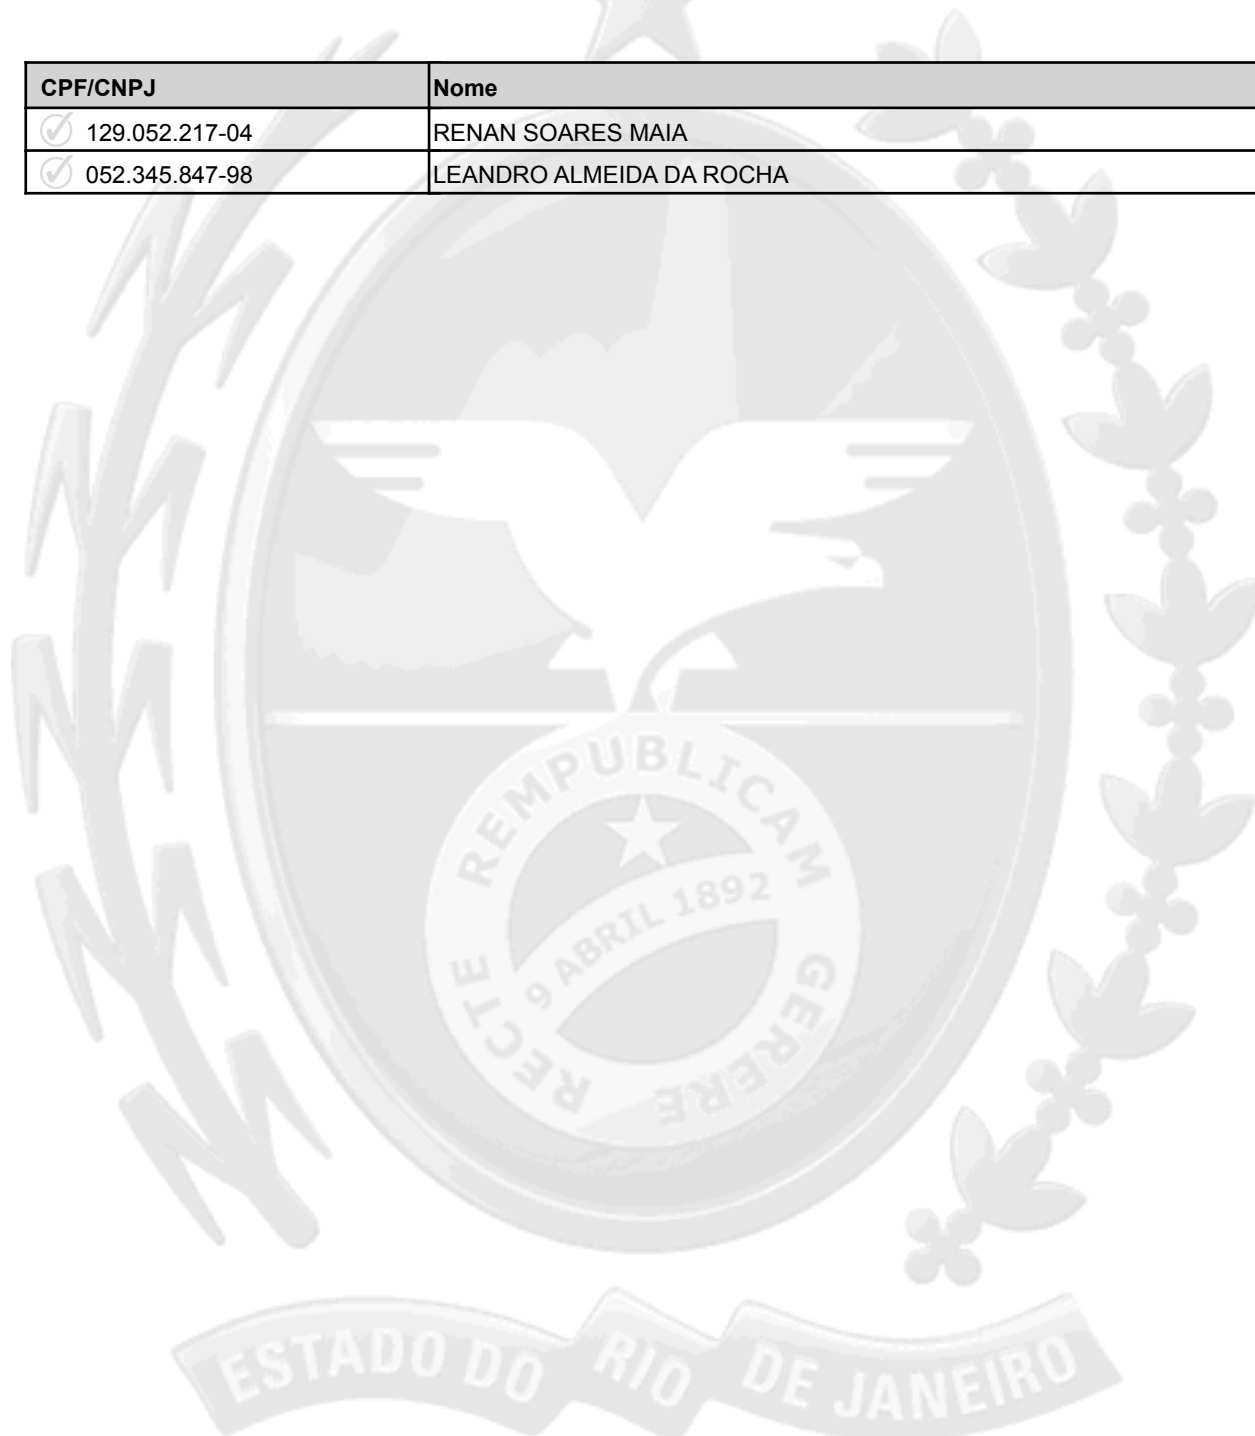 CPF/CNPJ Nome
129.052.217-04 RENAN SOARES MAIA
052.345.847-98 LEANDRO ALMEIDA DA ROCHA
RECTE REMPUBLICAM GERERE
9 ABRIL 1892
ESTADO DO RIO DE JANEIRO